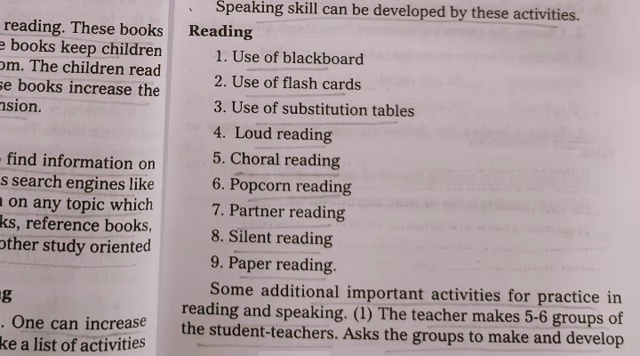 reading. These books
books keep children
The children read
books increase the
find information on
search engines like
on any topic which
reference books,
other study oriented
One can increase
a list of activities
Speaking skill can be developed by these activities.
Reading
1. Use of blackboard
2. Use of flash cards
3. Use of substitution tables
4. Loud reading
5. Choral reading
6. Popcorn reading
7. Partner reading
8. Silent reading
9. Paper reading.
Some additional important activities for practice in
reading and speaking. (1) The teacher makes 5-6 groups of
the student-teachers. Asks the groups to make and develop